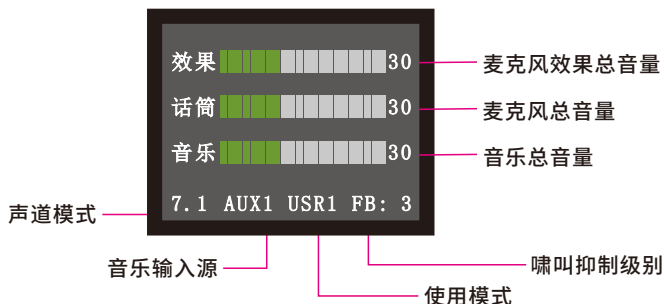 效果 30 麦克风效果总音量
话筒 30 麦克风总音量
音乐 30 音乐总音量
7.1 AUX1 USR1 FB: 3
声道模式
音乐输入源
啸叫抑制级别
使用模式